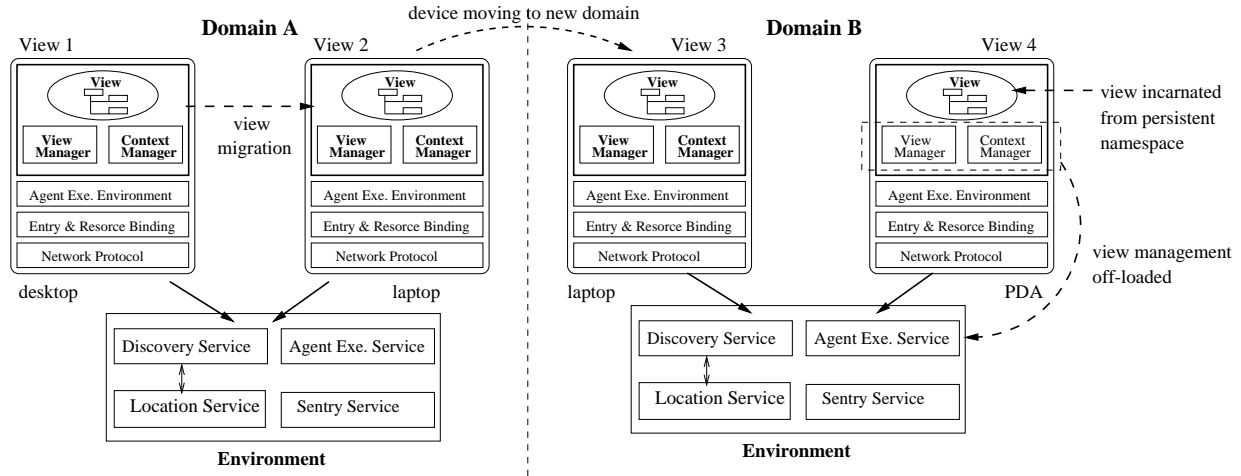 device moving to new domain
Domain A
Domain B
View 1
View 2
View 3
View 4
View
View
Manager
Context
Manager
Agent Exe. Environment
Entry & Resorce Binding
Network Protocol
desktop
view
migration
View
View
Manager
Context
Manager
Agent Exe. Environment
Entry & Resorce Binding
Network Protocol
laptop
View
View
Manager
Context
Manager
Agent Exe. Environment
Entry & Resorce Binding
Network Protocol
laptop
View
View
Manager
Context
Manager
Agent Exe. Environment
Entry & Resorce Binding
Network Protocol
PDA
view incarnated
from persistent
namespace
view management
off-loaded
Discovery Service
Agent Exe. Service
Location Service
Sentry Service
Environment
Discovery Service
Agent Exe. Service
Location Service
Sentry Service
Environment